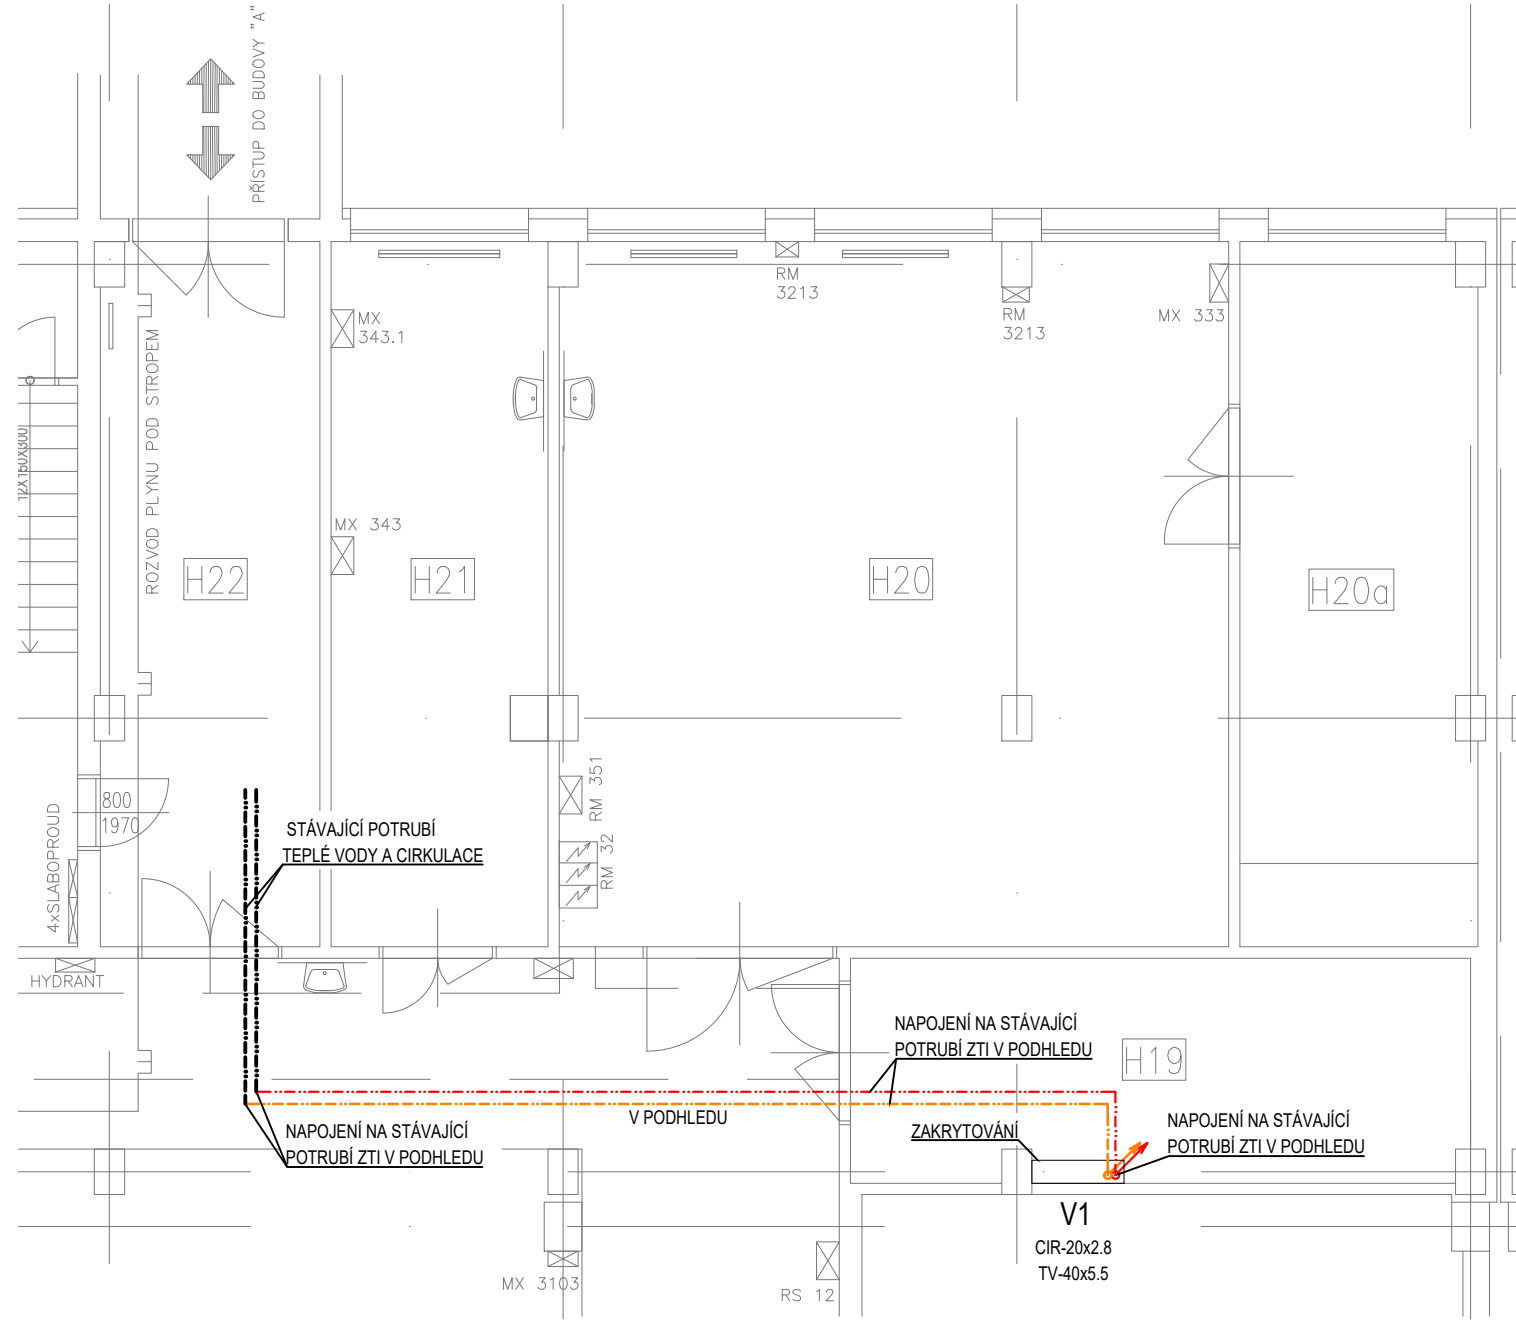 PŘÍSTUP DO BUDOVY "A"
RM
3213
RM
3213
MX 333
MX
343.1
ROZVOD PLYNU POD STROPEM
12X160X300
MX 343
H22
H21
H20
H20a
RM 351
RM 32
800
1970
4xSLABOPROUD
STÁVAJÍCÍ POTRUBÍ
TEPLÉ VODY A CIRKULACE
HYDRANT
NAPOJENÍ NA STÁVAJÍCÍ
POTRUBÍ ZTI V PODHLEDU
H19
V PODHLEDU
NAPOJENÍ NA STÁVAJÍCÍ
POTRUBÍ ZTI V PODHLEDU
ZAKRYTOVÁNÍ
NAPOJENÍ NA STÁVAJÍCÍ
POTRUBÍ ZTI V PODHLEDU
V1
CIR-20x2.8
TV-40x5.5
MX 3103
RS 12